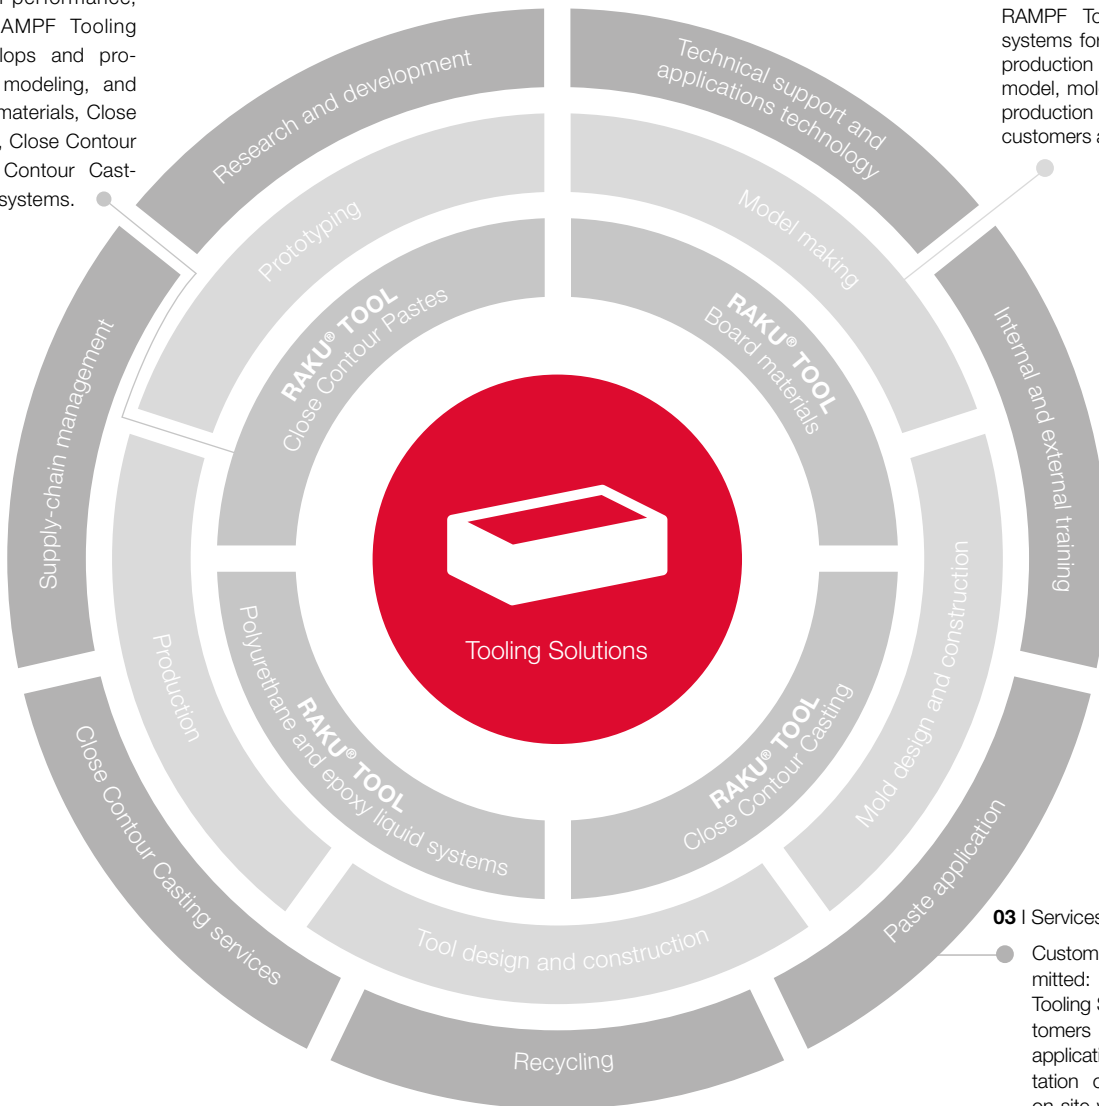 performance,
AMPF Tooling
lops and pro-
modeling, and
materials, Close
, Close Contour
Contour Cast-
systems.
RAMPF
systems for
production
model,
production
customers
Research and development
Technical support and
applications technology
Supply-chain management
Internal and external training
Close Contour Casting services
Paste application
Recycling
Prototyping
Model making
Production
Mold design and construction
Tool design and construction
RAKU® TOOL
Close Contour Pastes
RAKU® TOOL
Board materials
RAKU® TOOL
Polyurethane and epoxy liquid systems
RAKU® TOOL
Close Contour Casting
Tooling Solutions
03 | Services
Custom
mitted:
Tooling
tomers
applicati
tation
on-site